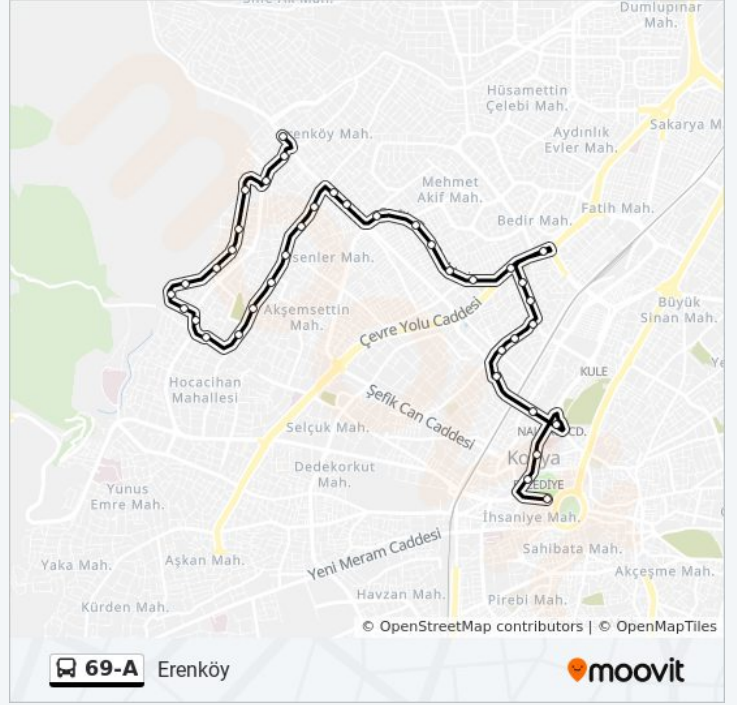 Dumlupınar
Mah.
Hüsamettin
Çelebi Mah.
Sakarya M
Aydınlık
Evler Mah.
enköy Mah.
Mehmet
Akif Mah.
Fatih Mah.
Bedir Mah.
senler Mah.
Akşemsettin
Mah.
Çevre Yolu Caddesi
Büyük
Sinan Mah.
KULE
Hocacihan
Mahallesi
Şefik Can Caddesi
Selçuk Mah.
CD.
Konya
Dedekorkut
Mah.
Yunus
Emre Mah.
İhsaniye Mah.
Sahibata Mah.
Yeni Meram Caddesi
Aşkan Mah.
Yaka Mah.
Akçeşme Mah.
Havzan Mah.
Pirebi Mah.
Kürden Mah.
© OpenStreetMap contributors | © OpenMapTiles
69-A Erenköy
moovit